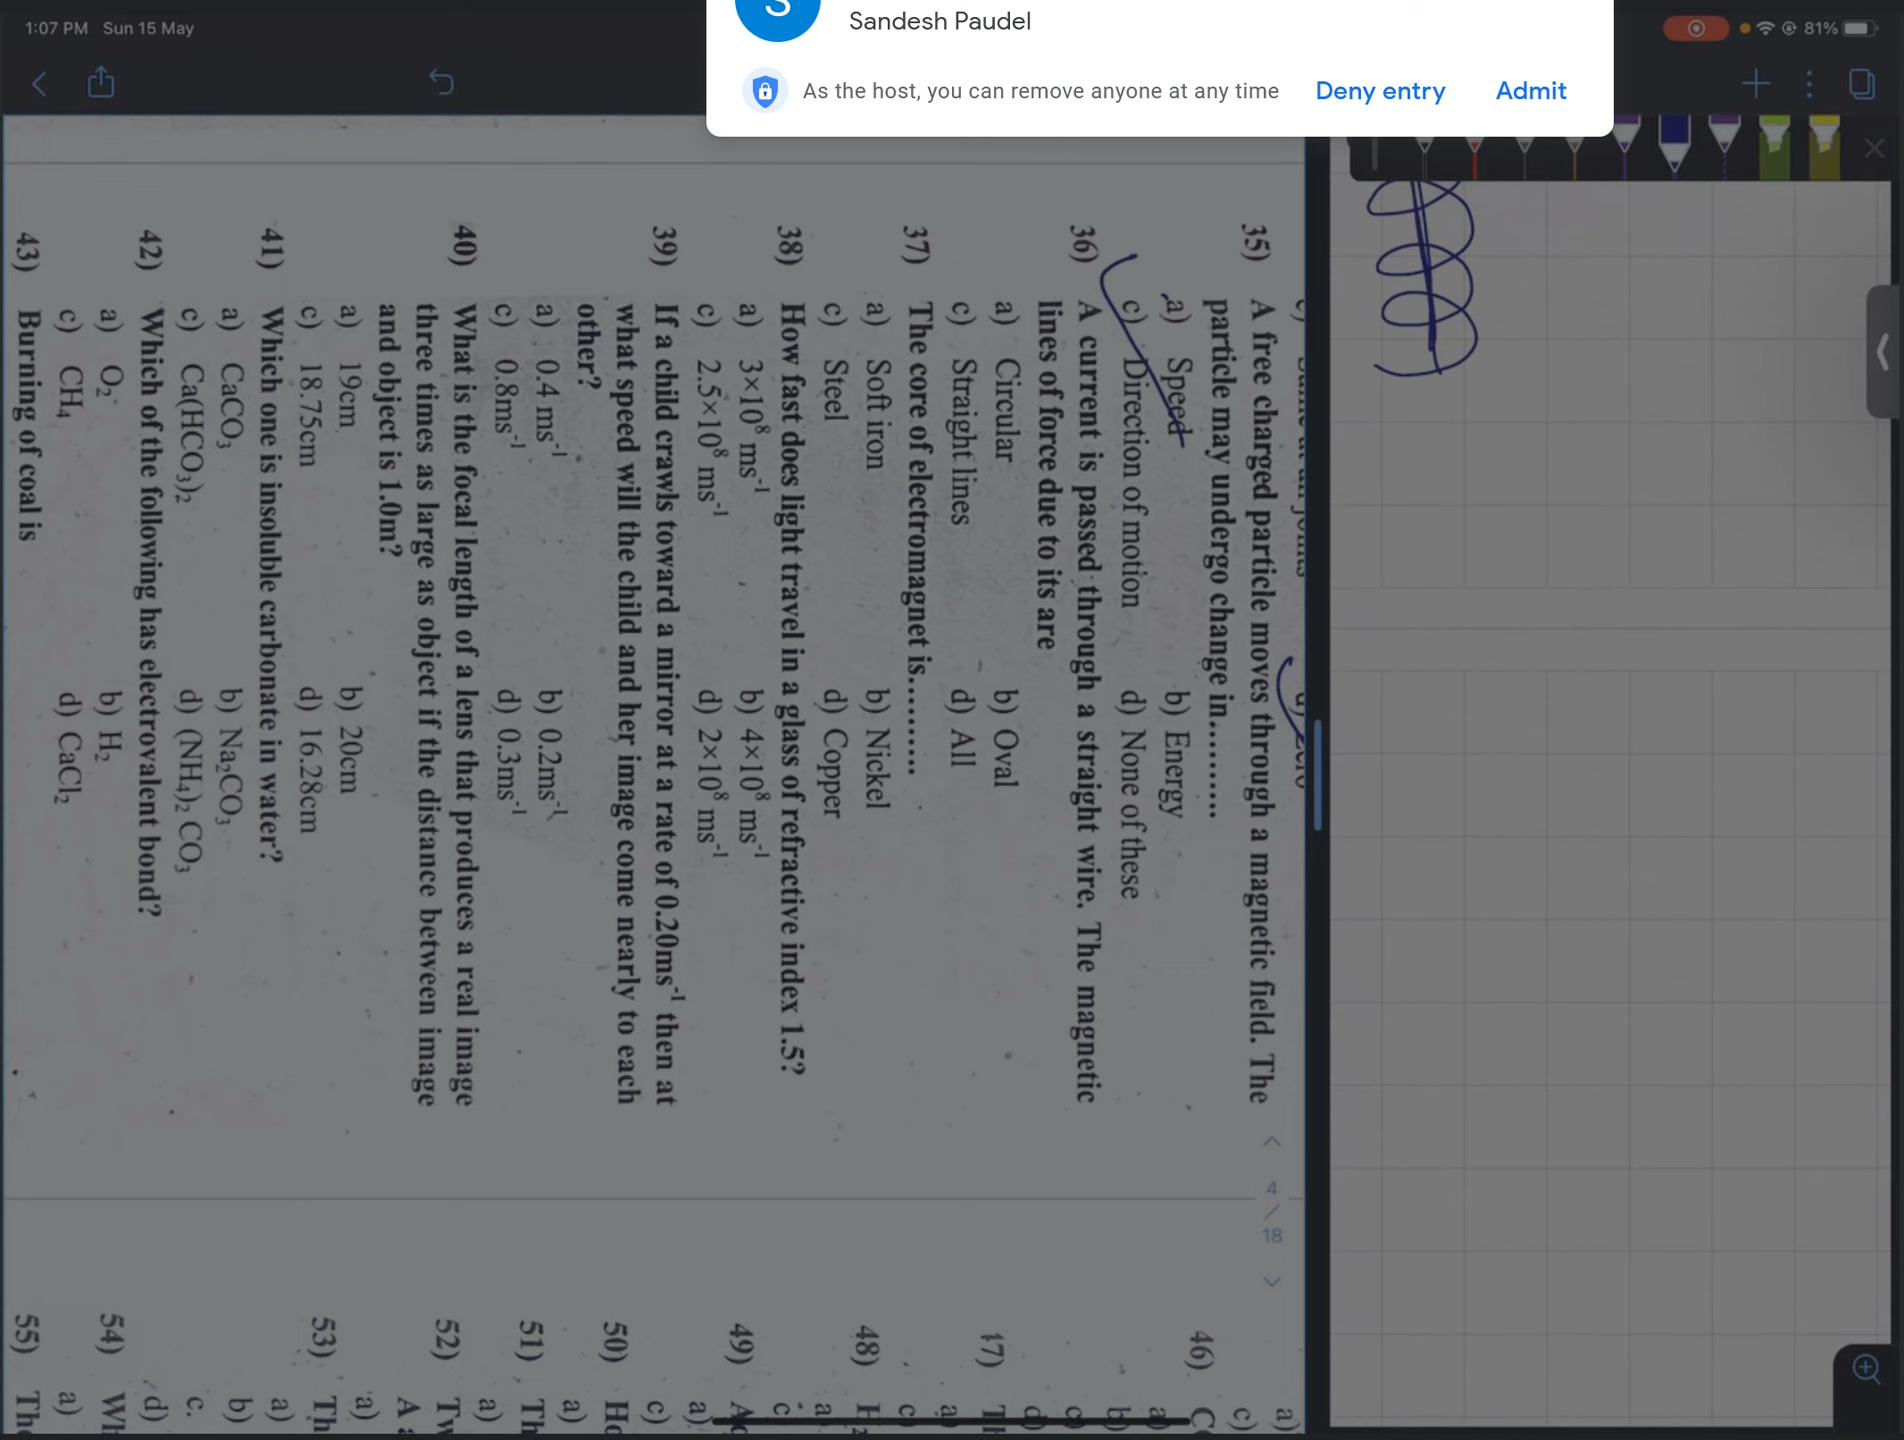 1:07 PM Sun 15 May
81%
S
Sandesh Paudel
As the host, you can remove anyone at any time
Deny entry
Admit
35) A free charged particle moves through a magnetic field. The
particle may undergo change in.........
a) Speed b) Energy
c) Direction of motion d) None of these
36) A current is passed through a straight wire. The magnetic
lines of force due to its are
a) Circular b) Oval
c) Straight lines d) All
37) The core of electromagnet is.........
a) Soft iron b) Nickel
c) Steel d) Copper
38) How fast does light travel in a glass of refractive index 1.5?
a) 3×10⁸ ms⁻¹ b) 4×10⁸ ms⁻¹
c) 2.5×10⁸ ms⁻¹ d) 2×10⁸ ms⁻¹
39) If a child crawls toward a mirror at a rate of 0.20ms⁻¹ then at
what speed will the child and her image come nearly to each
other?
a) 0.4 ms⁻¹ b) 0.2ms⁻¹
c) 0.8ms⁻¹ d) 0.3ms⁻¹
40) What is the focal length of a lens that produces a real image
three times as large as object if the distance between image
and object is 1.0m?
a) 19cm b) 20cm
c) 18.75cm d) 16.28cm
41) Which one is insoluble carbonate in water?
a) CaCO₃ b) Na₂CO₃
c) Ca(HCO₃)₂ d) (NH₄)₂ CO₃
42) Which of the following has electrovalent bond?
a) O₂ b) H₂
c) CH₄ d) CaCl₂
43) Burning of coal is
4
/
18
a)
c)
46)
a)
b)
c)
d)
17)
a)
c)
48)
a
c
49)
a)
c)
50)
a)
51)
a)
52)
A
a)
53)
a)
b)
c.
d)
54)
a)
55)